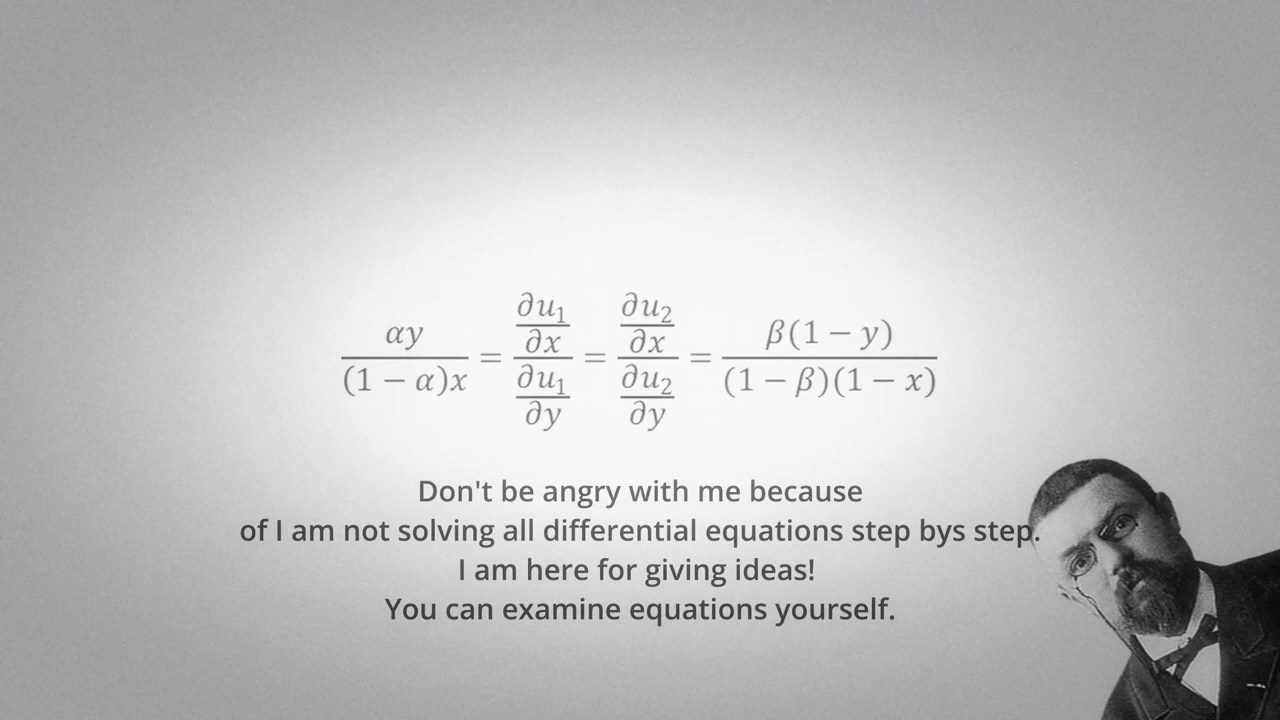 αy / (1 − α)x = (∂u₁/∂x) / (∂u₁/∂y) = (∂u₂/∂x) / (∂u₂/∂y) = β(1 − y) / (1 − β)(1 − x)
Don't be angry with me because
of I am not solving all differential equations step bys step.
I am here for giving ideas!
You can examine equations yourself.